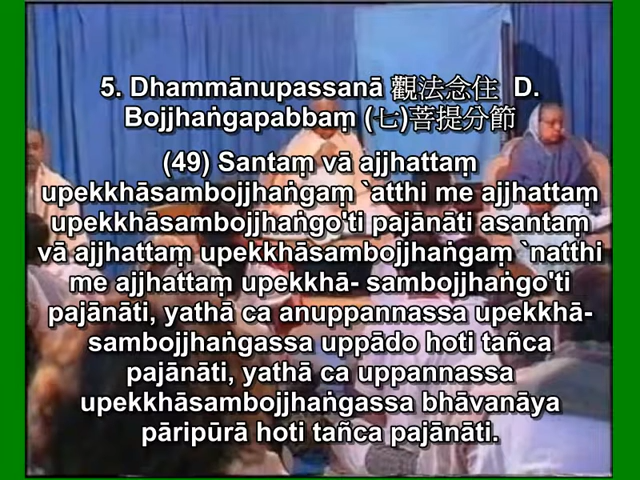 5. Dhammānupassanā 觀法念住 D.
Bojjhaṅgapabbaṃ (七)菩提分節
(49) Santaṃ vā ajjhattaṃ
upekkhāsambojjhaṅgaṃ `atthi me ajjhattaṃ
upekkhāsambojjhaṅgo'ti pajānāti asantaṃ
vā ajjhattaṃ upekkhāsambojjhaṅgaṃ `natthi
me ajjhattaṃ upekkhā- sambojjhaṅgo'ti
pajānāti, yathā ca anuppannassa upekkhā-
sambojjhaṅgassa uppādo hoti tañca
pajānāti, yathā ca uppannassa
upekkhāsambojjhaṅgassa bhāvanāya
pāripūrā hoti tañca pajānāti.